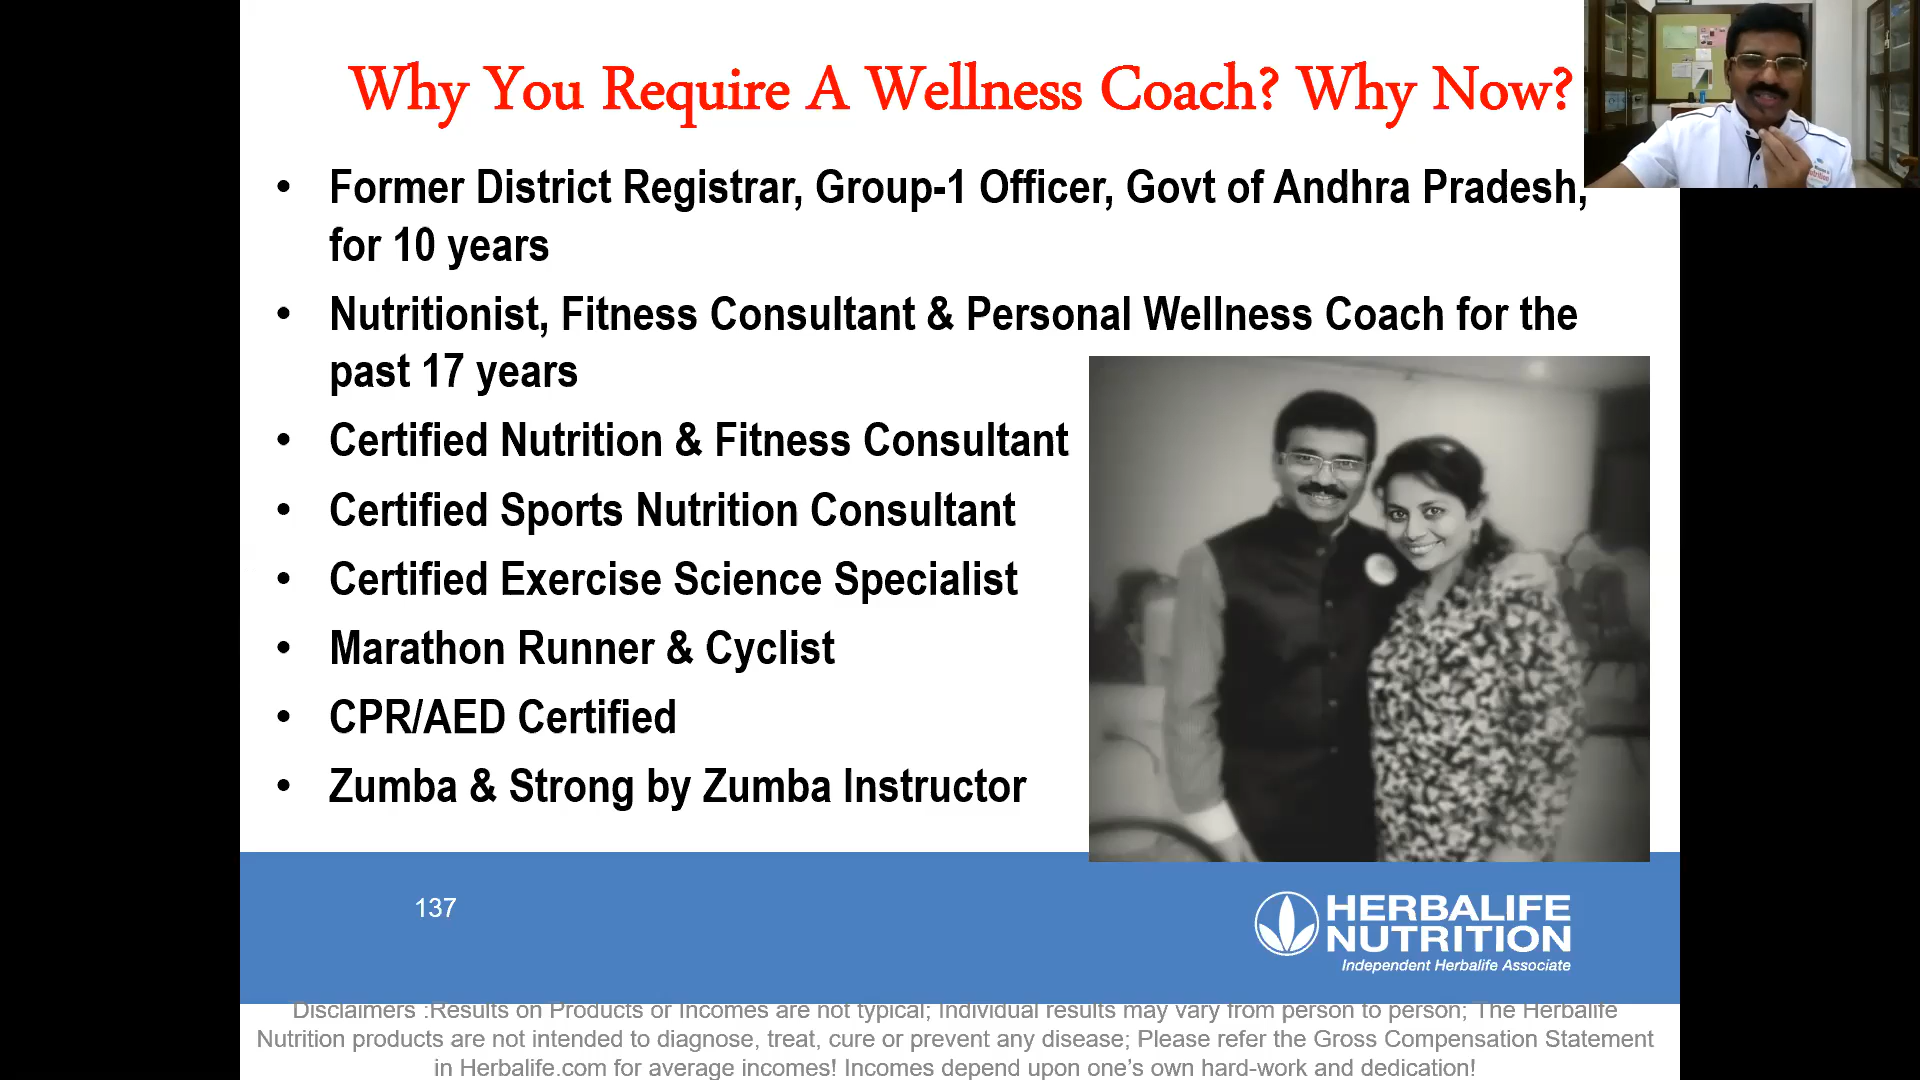 Why You Require A Wellness Coach? Why Now?
• Former District Registrar, Group-1 Officer, Govt of Andhra Pradesh,
for 10 years
• Nutritionist, Fitness Consultant & Personal Wellness Coach for the
past 17 years
• Certified Nutrition & Fitness Consultant
• Certified Sports Nutrition Consultant
• Certified Exercise Science Specialist
• Marathon Runner & Cyclist
• CPR/AED Certified
• Zumba & Strong by Zumba Instructor
137
HERBALIFE
NUTRITION
Independent Herbalife Associate
Disclaimers :Results on Products or Incomes are not typical; Individual results may vary from person to person; The Herbalife
Nutrition products are not intended to diagnose, treat, cure or prevent any disease; Please refer the Gross Compensation Statement
in Herbalife.com for average incomes! Incomes depend upon one's own hard-work and dedication!